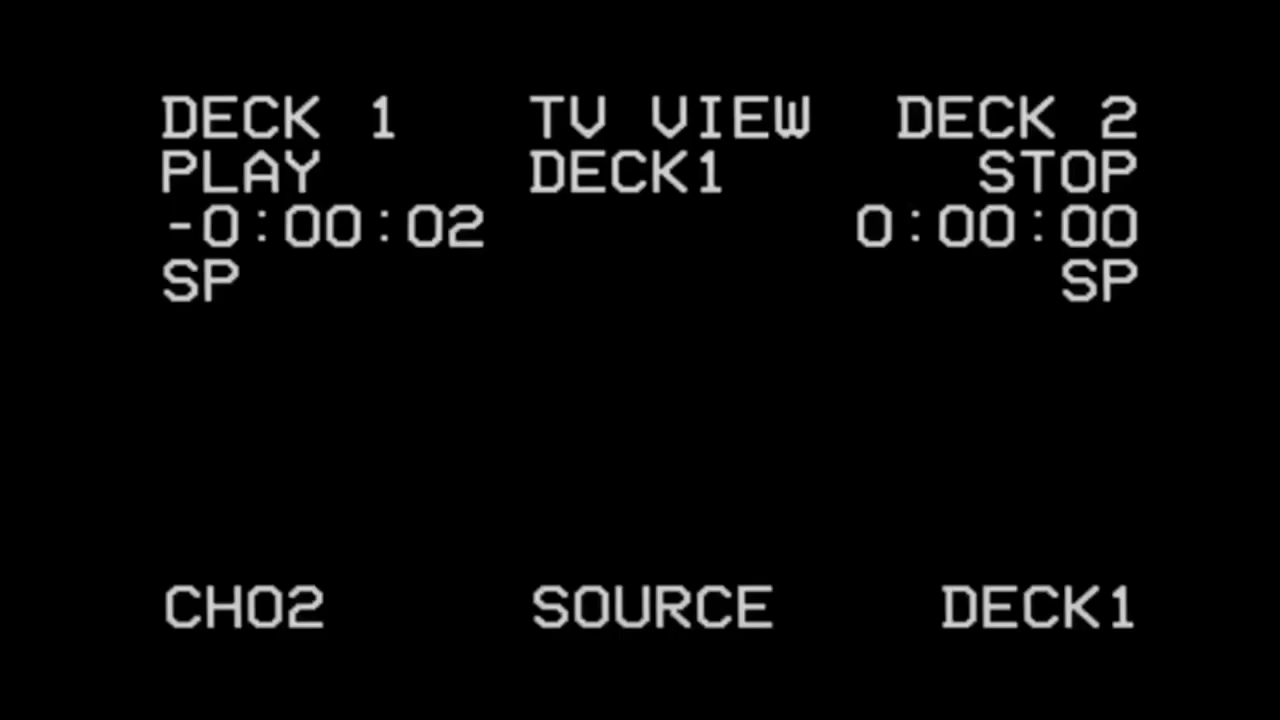 DECK 1 TV VIEW DECK 2
PLAY DECK1 STOP
-0:00:02 0:00:00
SP SP
CH02 SOURCE DECK1